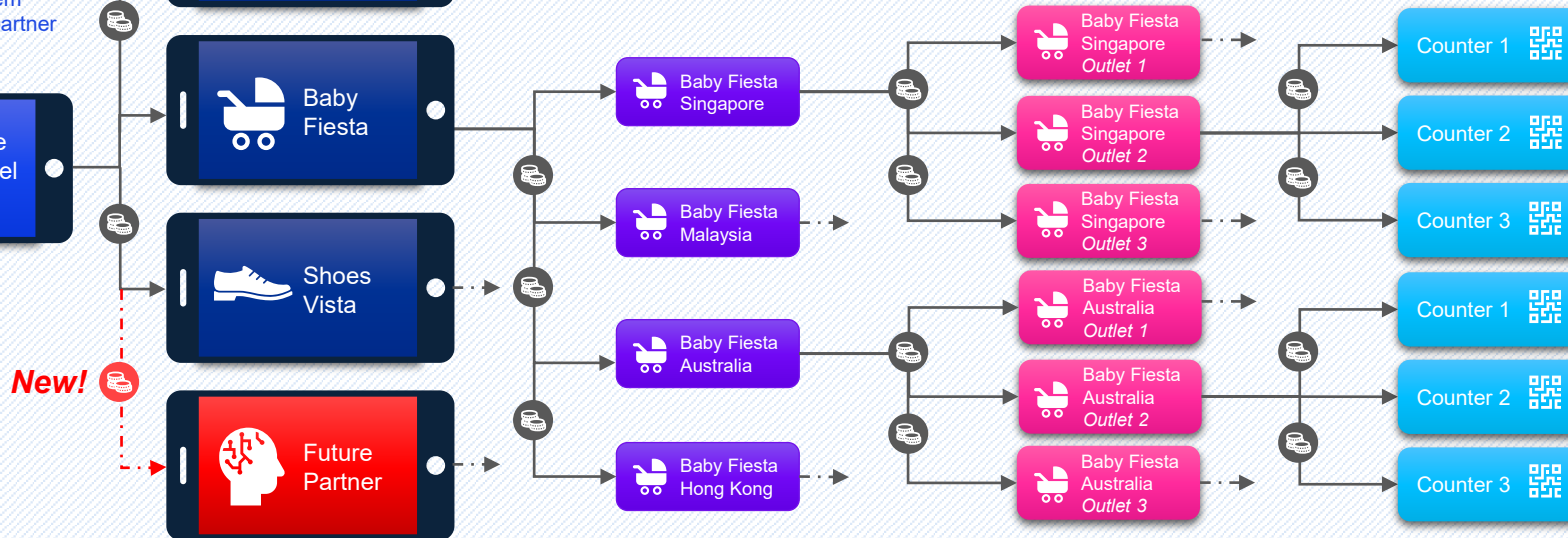 Baby
Fiesta
Shoes
Vista
New!
Future
Partner
Baby Fiesta
Singapore
Baby Fiesta
Malaysia
Baby Fiesta
Australia
Baby Fiesta
Hong Kong
Baby Fiesta
Singapore
Outlet 1
Baby Fiesta
Singapore
Outlet 2
Baby Fiesta
Singapore
Outlet 3
Baby Fiesta
Australia
Outlet 1
Baby Fiesta
Australia
Outlet 2
Baby Fiesta
Australia
Outlet 3
Counter 1
Counter 2
Counter 3
Counter 1
Counter 2
Counter 3